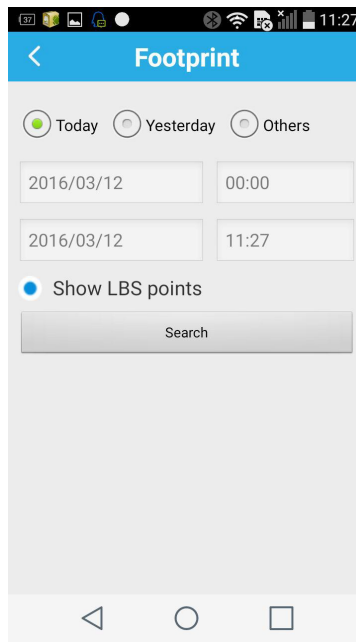 37 11:27
Footprint
Today Yesterday Others
2016/03/12 00:00
2016/03/12 11:27
Show LBS points
Search